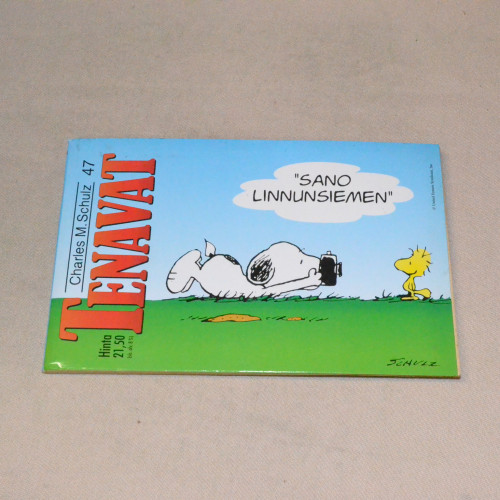 Charles M. Schulz 47
TENAVAT
Hinta
21,50
"SANO
LINNUNSIEMEN"
SCHULZ